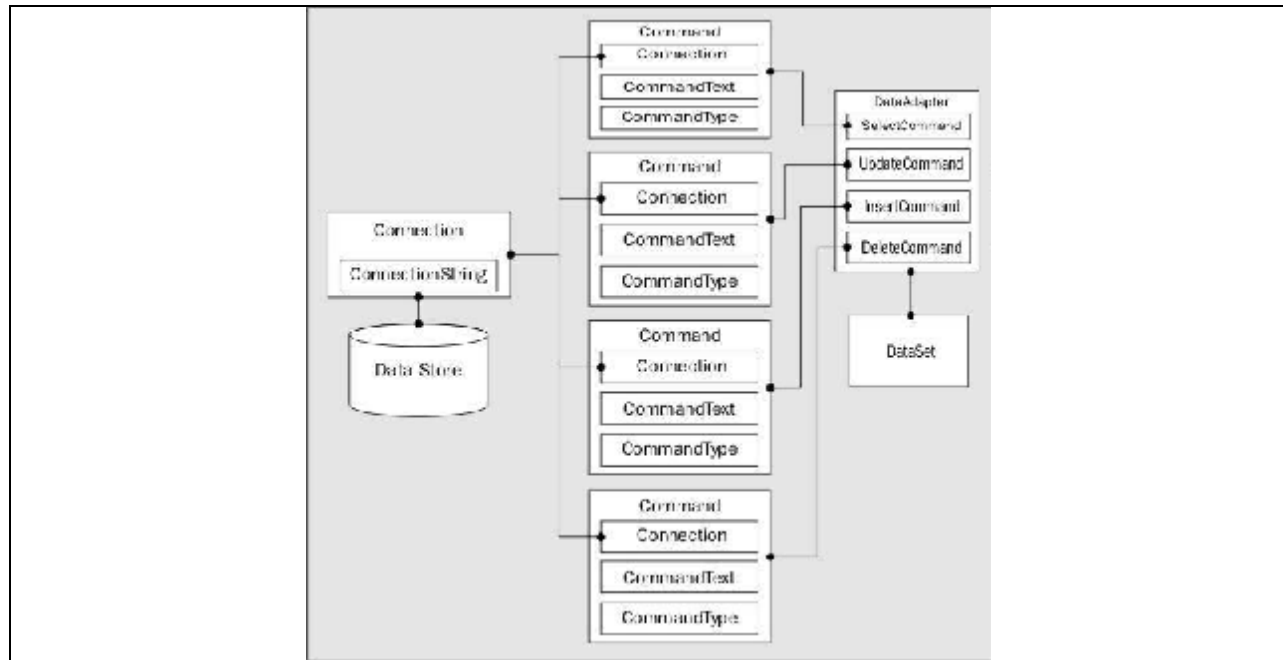 Connection
ConnectionString
Data Store
Command
Connection
CommandText
CommandType
Command
Connection
CommandText
CommandType
Command
Connection
CommandText
CommandType
Command
Connection
CommandText
CommandType
DataAdapter
SelectCommand
UpdateCommand
InsertCommand
DeleteCommand
DataSet